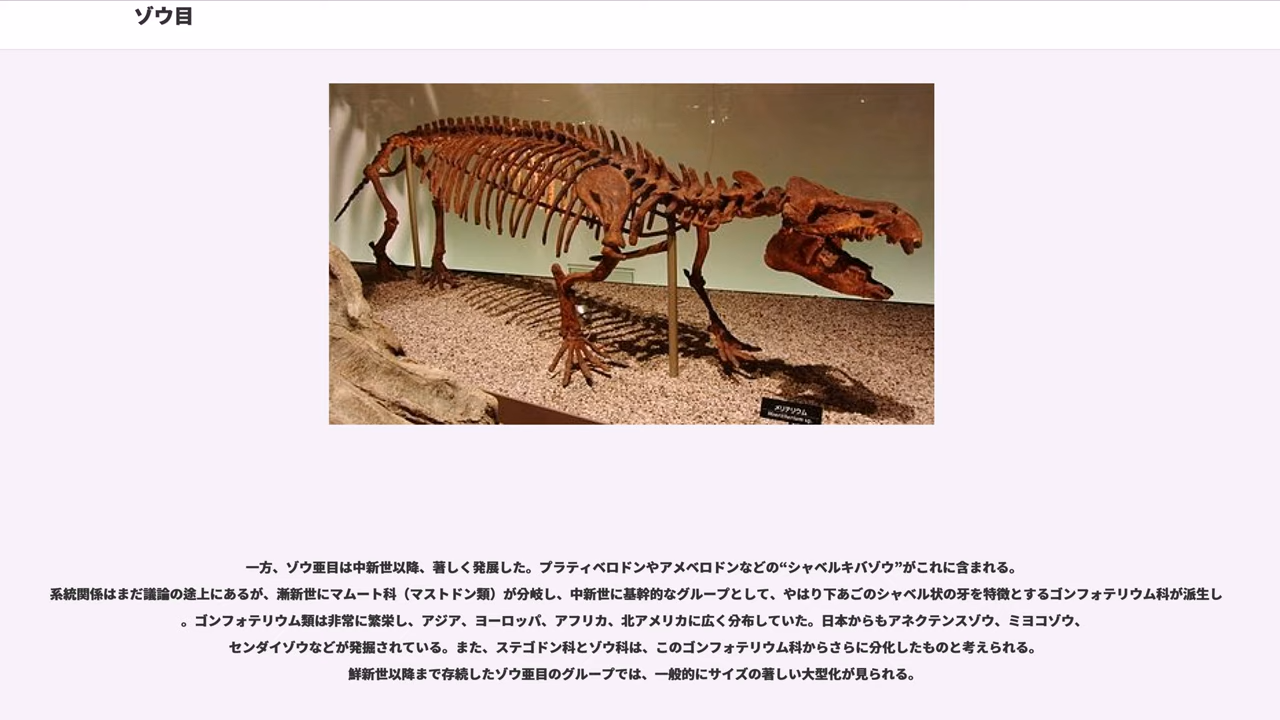 ゾウ目
メリテリウム
Moeritherium sp.
一方、ゾウ亜目は中新世以降、著しく発展した。プラティベロドンやアメベロドンなどの“シャベルキバゾウ”がこれに含まれる。
系統関係はまだ議論の途上にあるが、漸新世にマムート科（マストドン類）が分岐し、中新世に基幹的なグループとして、やはり下あごのシャベル状の牙を特徴とするゴンフォテリウム科が派生し
。ゴンフォテリウム類は非常に繁栄し、アジア、ヨーロッパ、アフリカ、北アメリカに広く分布していた。日本からもアネクテンスゾウ、ミヨコゾウ、
センダイゾウなどが発掘されている。また、ステゴドン科とゾウ科は、このゴンフォテリウム科からさらに分化したものと考えられる。
鮮新世以降まで存続したゾウ亜目のグループでは、一般的にサイズの著しい大型化が見られる。